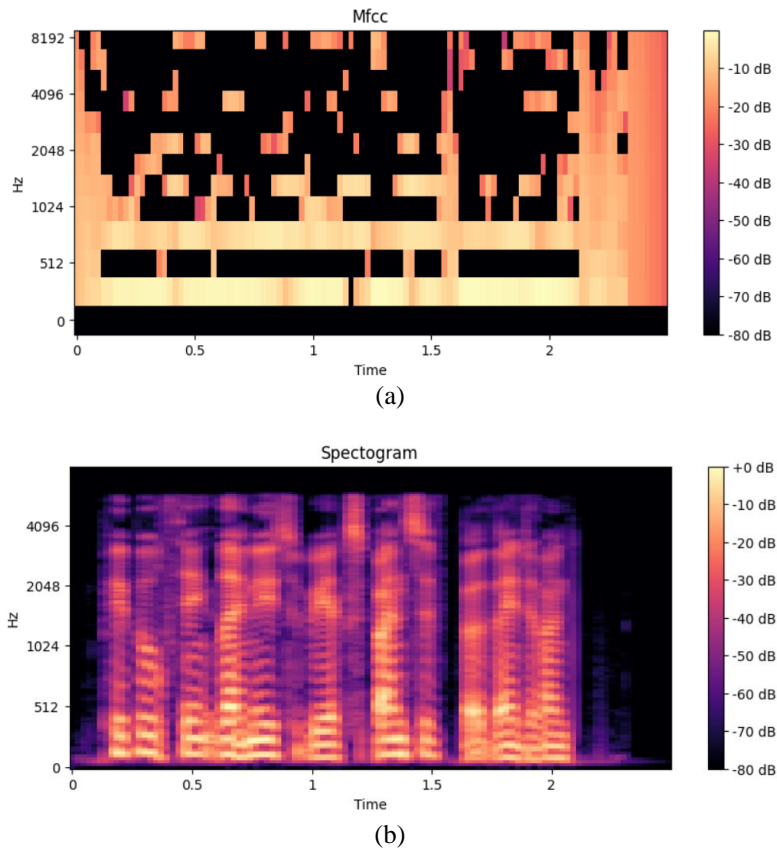 Mfcc
8192
4096
2048
1024
512
0
Hz
0
0.5
1
1.5
2
Time
-10 dB
-20 dB
-30 dB
-40 dB
-50 dB
-60 dB
-70 dB
-80 dB
(a)
Spectogram
4096
2048
1024
512
0
Hz
0
0.5
1
1.5
2
Time
+0 dB
-10 dB
-20 dB
-30 dB
-40 dB
-50 dB
-60 dB
-70 dB
-80 dB
(b)